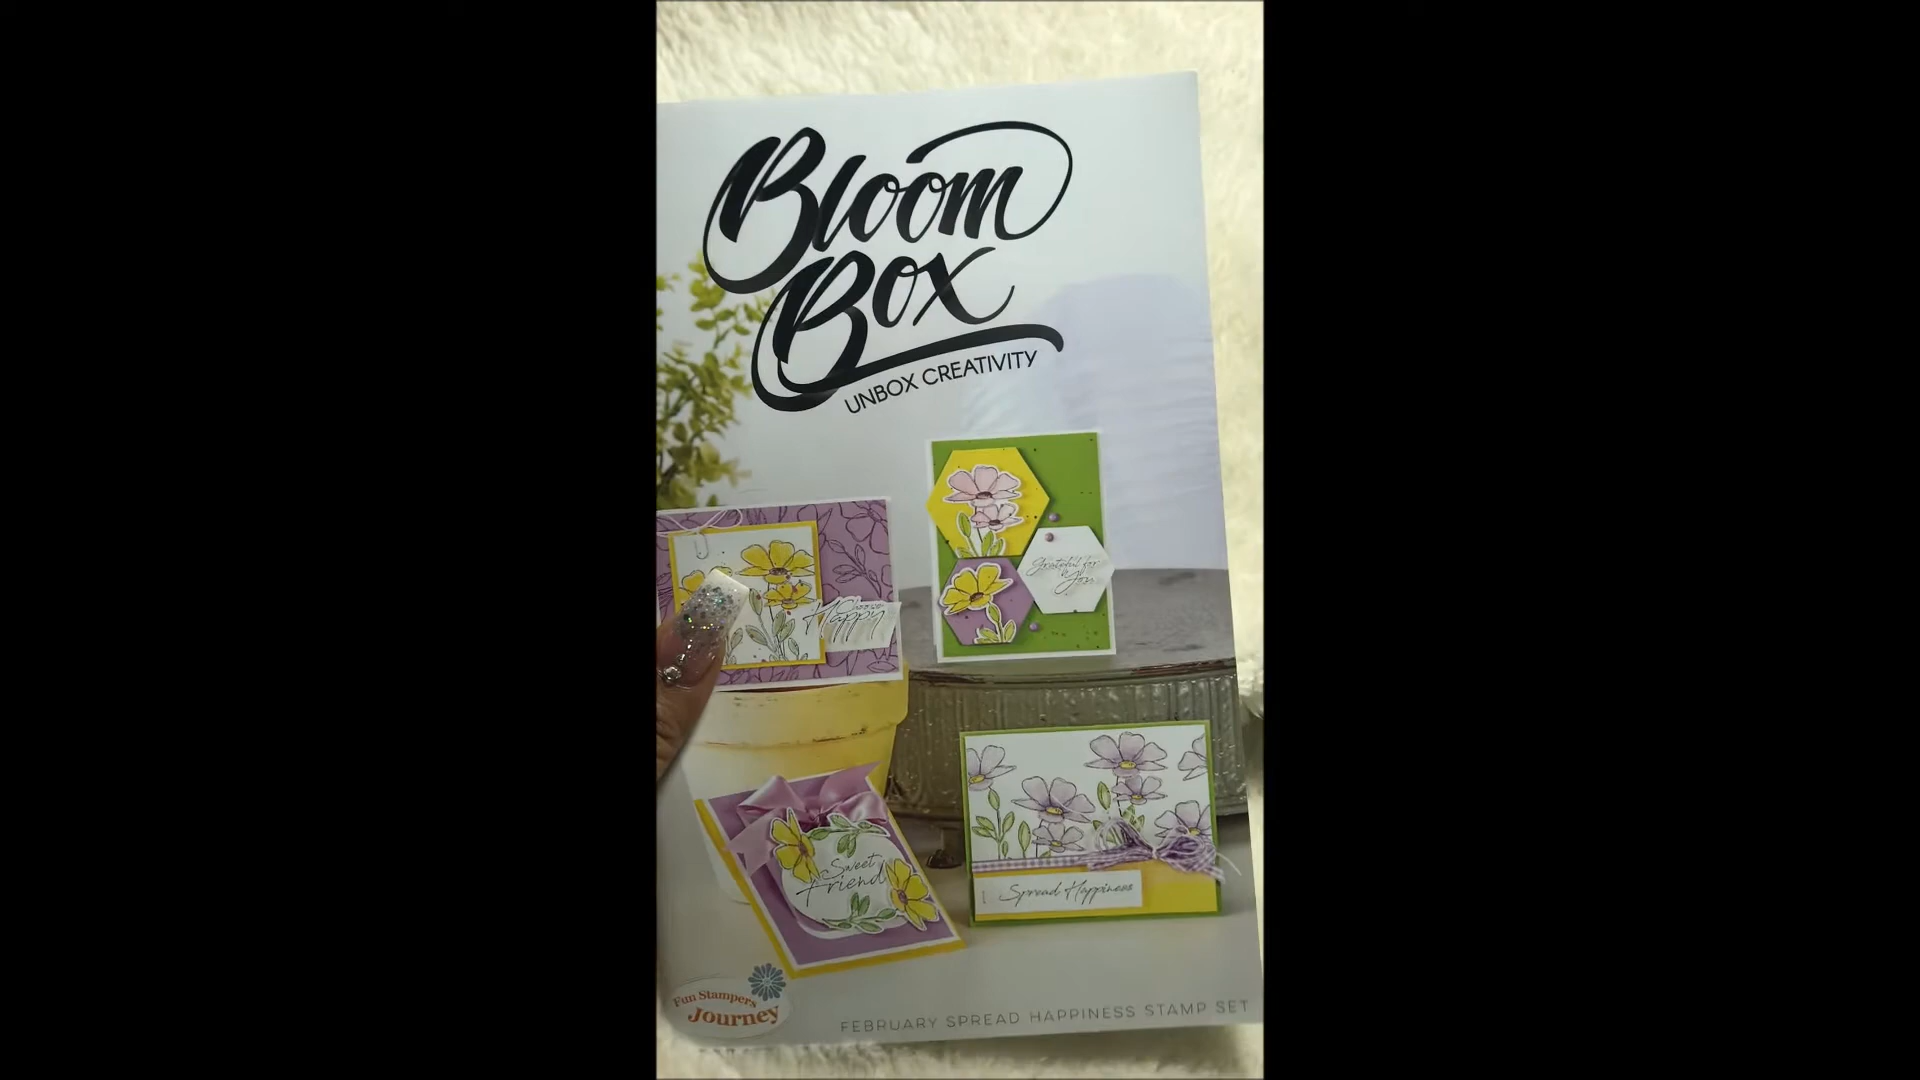 Bloom
Box
UNBOX CREATIVITY
Grateful for
You
Choose
Happy
Sweet
Friend
Spread Happiness
Fun Stampers
Journey
FEBRUARY SPREAD HAPPINESS STAMP SET